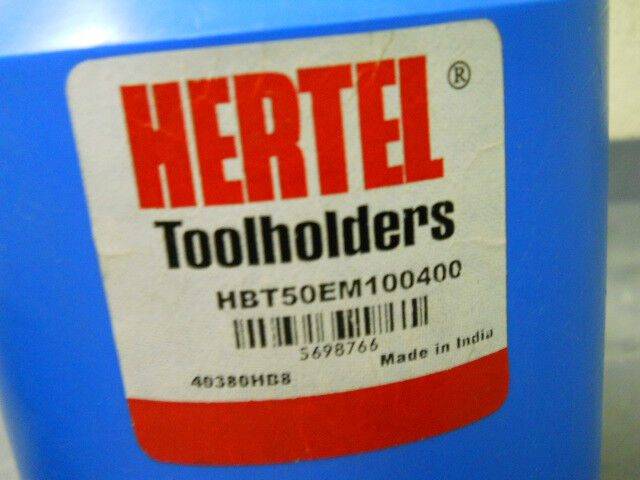 HERTEL ®
Toolholders
HBT50EM100400
5698766
Made in India
40380HB8